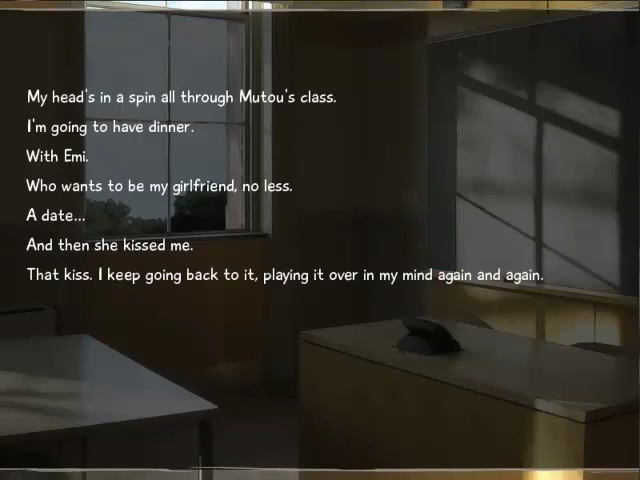 My head's in a spin all through Mutou's class.
I'm going to have dinner.
With Emi.
Who wants to be my girlfriend, no less.
A date...
And then she kissed me.
That kiss. I keep going back to it, playing it over in my mind again and again.